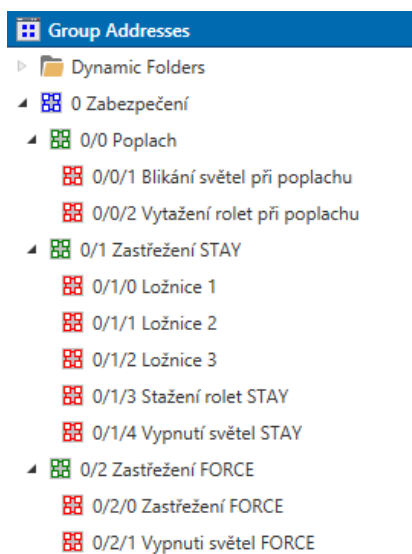 Group Addresses
Dynamic Folders
0 Zabezpečení
0/0 Poplach
0/0/1 Blikání světel při poplachu
0/0/2 Vytažení rolet při poplachu
0/1 Zastřežení STAY
0/1/0 Ložnice 1
0/1/1 Ložnice 2
0/1/2 Ložnice 3
0/1/3 Stažení rolet STAY
0/1/4 Vypnutí světel STAY
0/2 Zastřežení FORCE
0/2/0 Zastřežení FORCE
0/2/1 Vypnuti světel FORCE